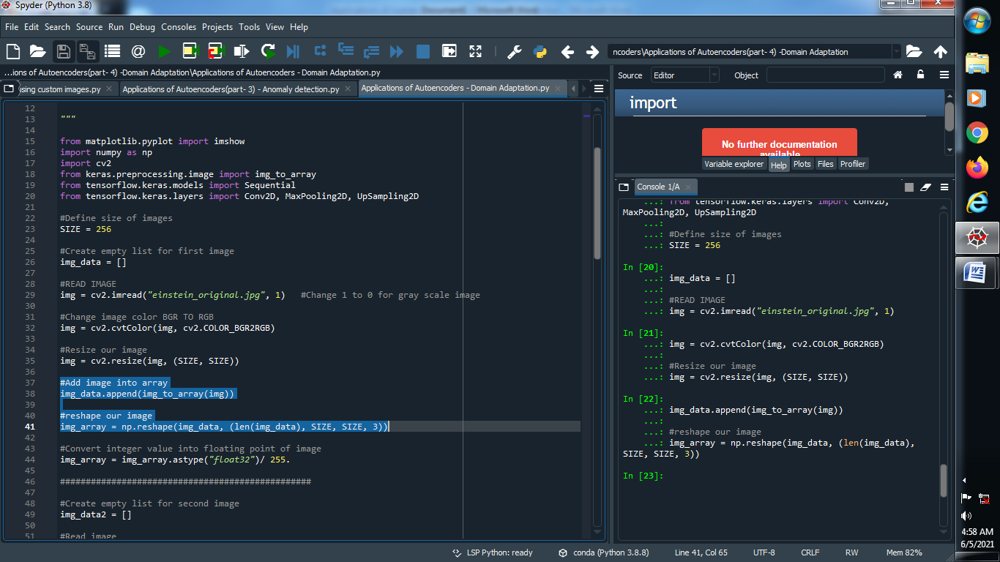 Spyder (Python 3.8)
File Edit Search Source Run Debug Consoles Projects Tools View Help
ncoders\Applications of Autoencoders(part- 4) -Domain Adaptation
...ions of Autoencoders(part- 4) -Domain Adaptation\Applications of Autoencoders - Domain Adaptation.py
ising custom images.py Applications of Autoencoders(part- 3) - Anomaly detection.py Applications of Autoencoders - Domain Adaptation.py
12
13 """
14
15 from matplotlib.pyplot import imshow
16 import numpy as np
17 import cv2
18 from keras.preprocessing.image import img_to_array
19 from tensorflow.keras.models import Sequential
20 from tensorflow.keras.layers import Conv2D, MaxPooling2D, UpSampling2D
21
22 #Define size of images
23 SIZE = 256
24
25 #Create empty list for first image
26 img_data = []
27
28 #READ IMAGE
29 img = cv2.imread("einstein_original.jpg", 1) #Change 1 to 0 for gray scale image
30
31 #Change image color BGR TO RGB
32 img = cv2.cvtColor(img, cv2.COLOR_BGR2RGB)
33
34 #Resize our image
35 img = cv2.resize(img, (SIZE, SIZE))
36
37 #Add image into array
38 img_data.append(img_to_array(img))
39
40 #reshape our image
41 img_array = np.reshape(img_data, (len(img_data), SIZE, SIZE, 3))
42
43 #Convert integer value into floating point of image
44 img_array = img_array.astype("float32")/ 255.
45
46 #################################################
47
48 #Create empty list for second image
49 img_data2 = []
50
51 #Read image
Source Editor Object
import
No further documentation
available
Variable explorer Help Plots Files Profiler
Console 1/A
...: from tensorflow.keras.layers import Conv2D,
MaxPooling2D, UpSampling2D
...:
...: #Define size of images
...: SIZE = 256
In [20]:
...: img_data = []
...:
...: #READ IMAGE
...: img = cv2.imread("einstein_original.jpg", 1)
In [21]:
...: img = cv2.cvtColor(img, cv2.COLOR_BGR2RGB)
...:
...: #Resize our image
...: img = cv2.resize(img, (SIZE, SIZE))
In [22]:
...: img_data.append(img_to_array(img))
...:
...: #reshape our image
...: img_array = np.reshape(img_data, (len(img_data),
SIZE, SIZE, 3))
In [23]:
LSP Python: ready conda (Python 3.8.8) Line 41, Col 65 UTF-8 CRLF RW Mem 82%
4:58 AM
6/5/2021